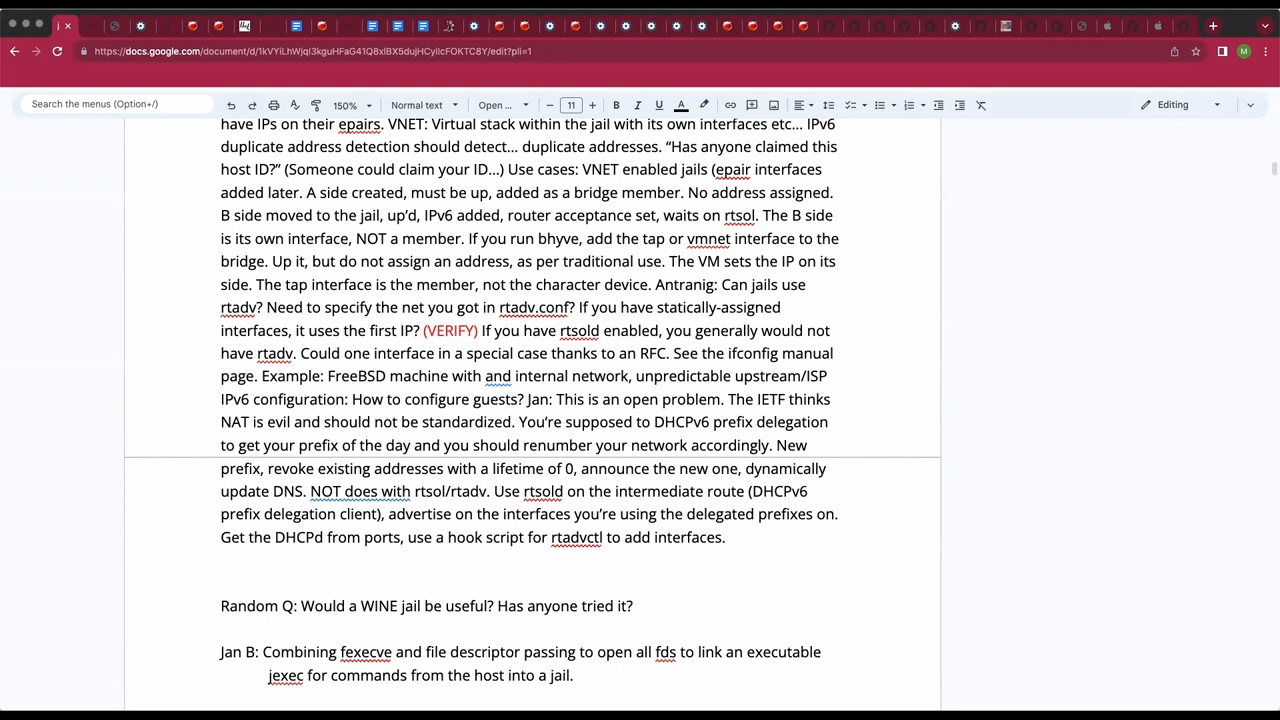 https://docs.google.com/document/d/1kVYiLhWjqI3kguHFaG41Q8xlBX5dujHCyilcFOKTC8Y/edit?pli=1
M
Search the menus (Option+/)
150%
Normal text
Open ...
11
B
I
U
A
Editing
have IPs on their epairs. VNET: Virtual stack within the jail with its own interfaces etc… IPv6
duplicate address detection should detect… duplicate addresses. “Has anyone claimed this
host ID?” (Someone could claim your ID…) Use cases: VNET enabled jails (epair interfaces
added later. A side created, must be up, added as a bridge member. No address assigned.
B side moved to the jail, up’d, IPv6 added, router acceptance set, waits on rtsol. The B side
is its own interface, NOT a member. If you run bhyve, add the tap or vmnet interface to the
bridge. Up it, but do not assign an address, as per traditional use. The VM sets the IP on its
side. The tap interface is the member, not the character device. Antranig: Can jails use
rtadv? Need to specify the net you got in rtadv.conf? If you have statically-assigned
interfaces, it uses the first IP? (VERIFY) If you have rtsold enabled, you generally would not
have rtadv. Could one interface in a special case thanks to an RFC. See the ifconfig manual
page. Example: FreeBSD machine with and internal network, unpredictable upstream/ISP
IPv6 configuration: How to configure guests? Jan: This is an open problem. The IETF thinks
NAT is evil and should not be standardized. You’re supposed to DHCPv6 prefix delegation
to get your prefix of the day and you should renumber your network accordingly. New
prefix, revoke existing addresses with a lifetime of 0, announce the new one, dynamically
update DNS. NOT does with rtsol/rtadv. Use rtsold on the intermediate route (DHCPv6
prefix delegation client), advertise on the interfaces you’re using the delegated prefixes on.
Get the DHCPd from ports, use a hook script for rtadvctl to add interfaces.
Random Q: Would a WINE jail be useful? Has anyone tried it?
Jan B: Combining fexecve and file descriptor passing to open all fds to link an executable
jexec for commands from the host into a jail.